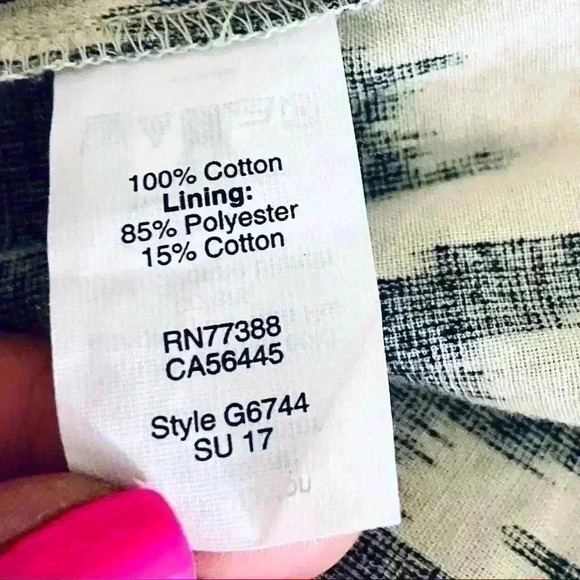 100% Cotton
Lining:
85% Polyester
15% Cotton
RN77388
CA56445
Style G6744
SU 17